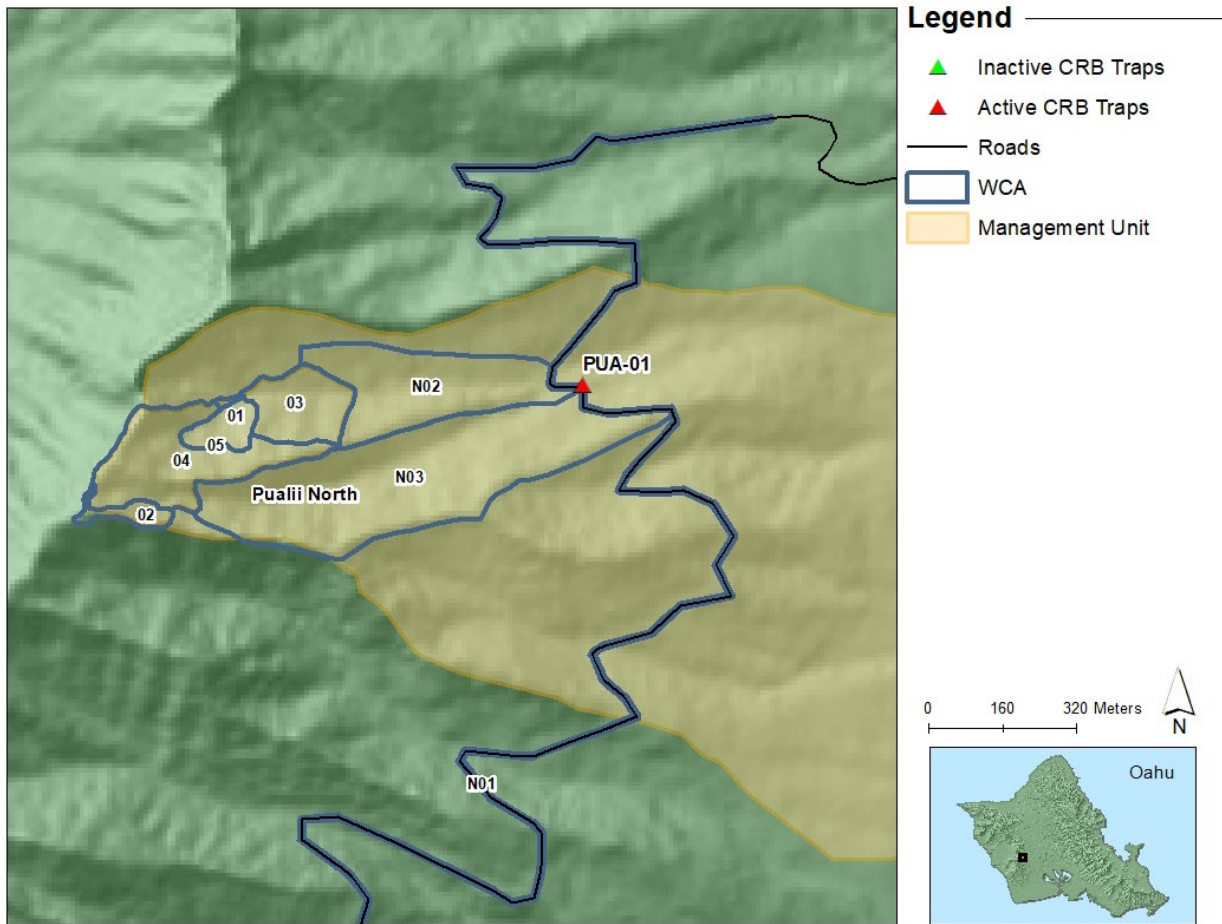 Legend
Inactive CRB Traps
Active CRB Traps
Roads
WCA
Management Unit
PUA-01
N02
03
01
05
04
N03
Pualii North
02
N01
0 160 320 Meters
N
Oahu